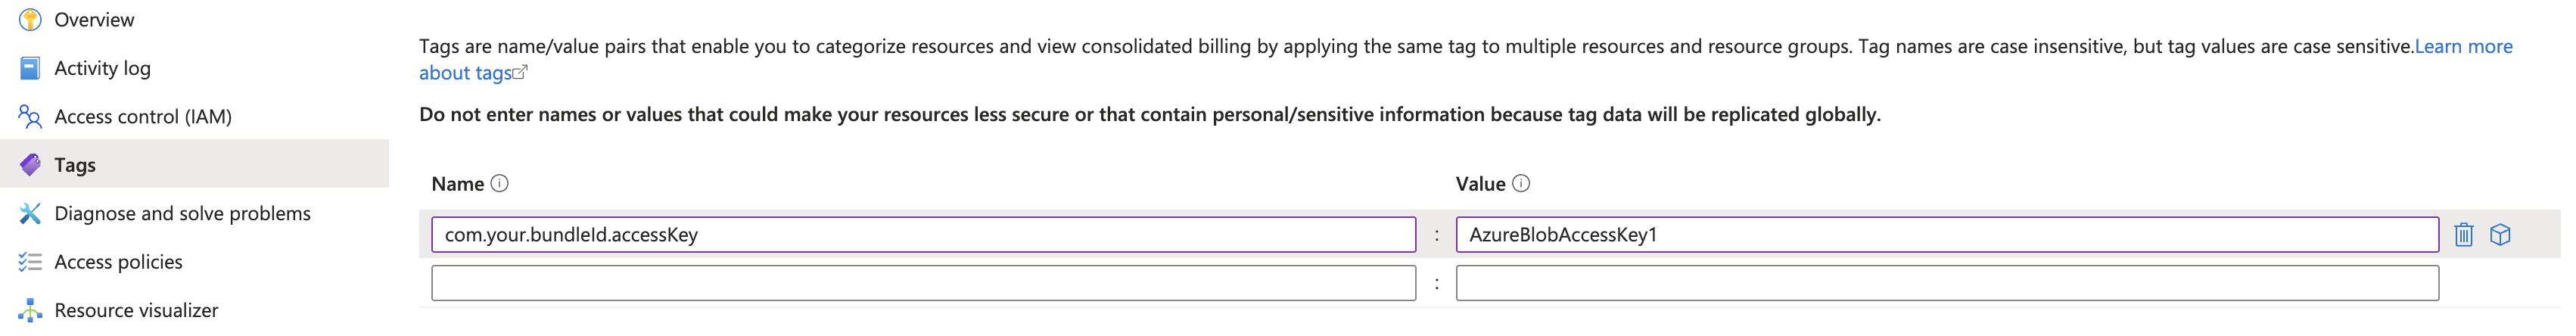 Overview
Activity log
Access control (IAM)
Tags
Diagnose and solve problems
Access policies
Resource visualizer
Tags are name/value pairs that enable you to categorize resources and view consolidated billing by applying the same tag to multiple resources and resource groups. Tag names are case insensitive, but tag values are case sensitive.Learn more
about tags
Do not enter names or values that could make your resources less secure or that contain personal/sensitive information because tag data will be replicated globally.
Name Value
com.your.bundleId.accessKey : AzureBlobAccessKey1
: